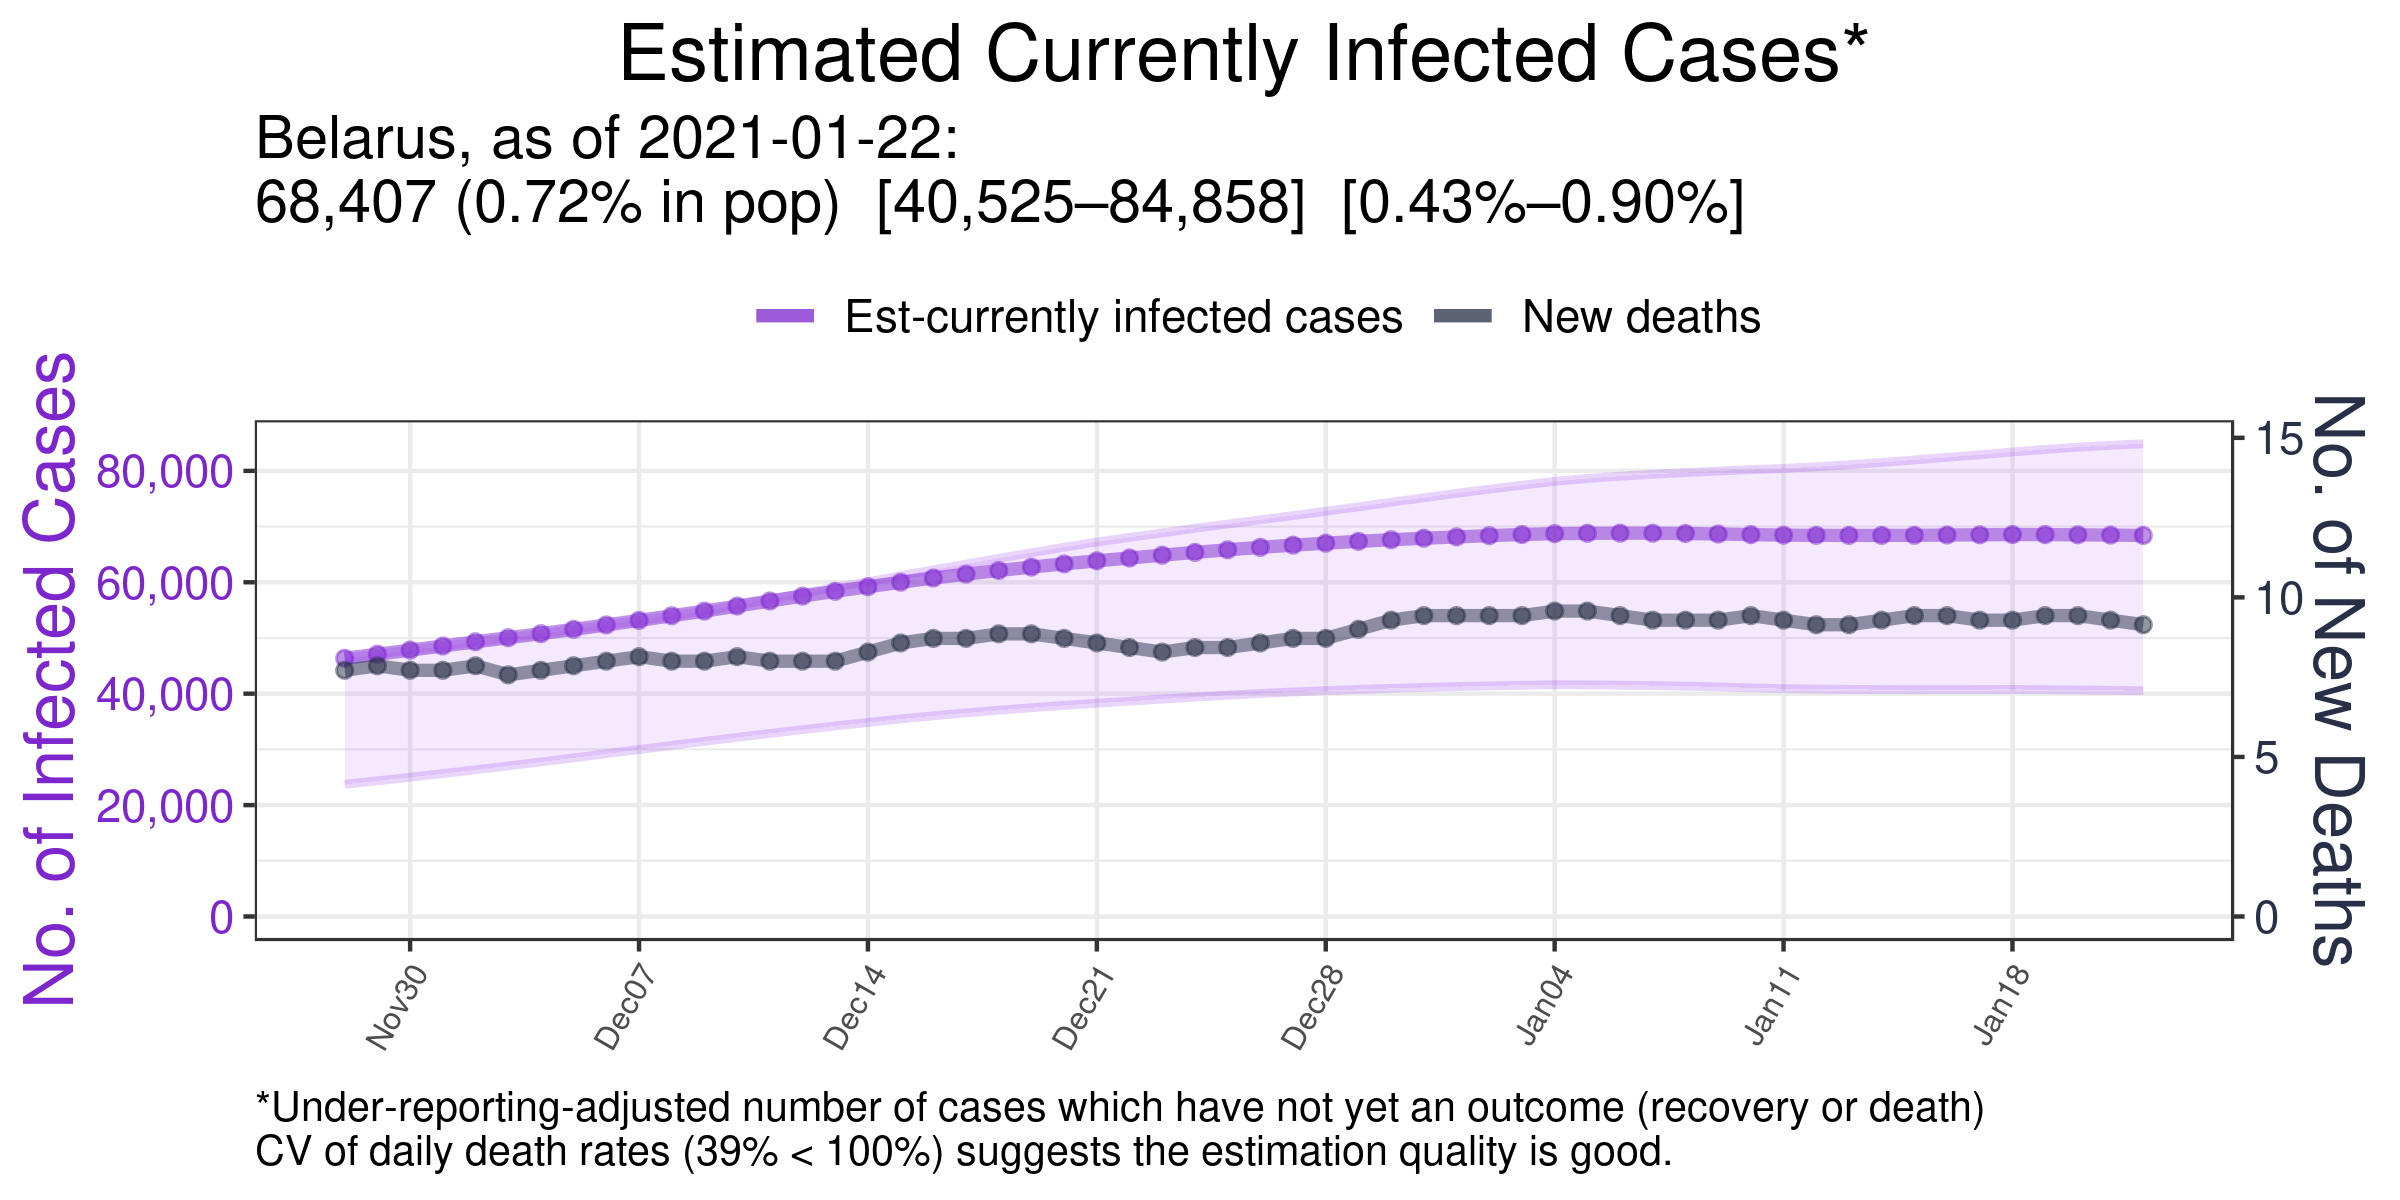 Estimated Currently Infected Cases*
Belarus, as of 2021-01-22:
68,407 (0.72% in pop)  [40,525–84,858]  [0.43%–0.90%]
Est-currently infected cases
New deaths
No. of Infected Cases
80,000
60,000
40,000
20,000
0
15
10
5
0
No. of New Deaths
Nov30
Dec07
Dec14
Dec21
Dec28
Jan04
Jan11
Jan18
*Under-reporting-adjusted number of cases which have not yet an outcome (recovery or death)
CV of daily death rates (39% < 100%) suggests the estimation quality is good.